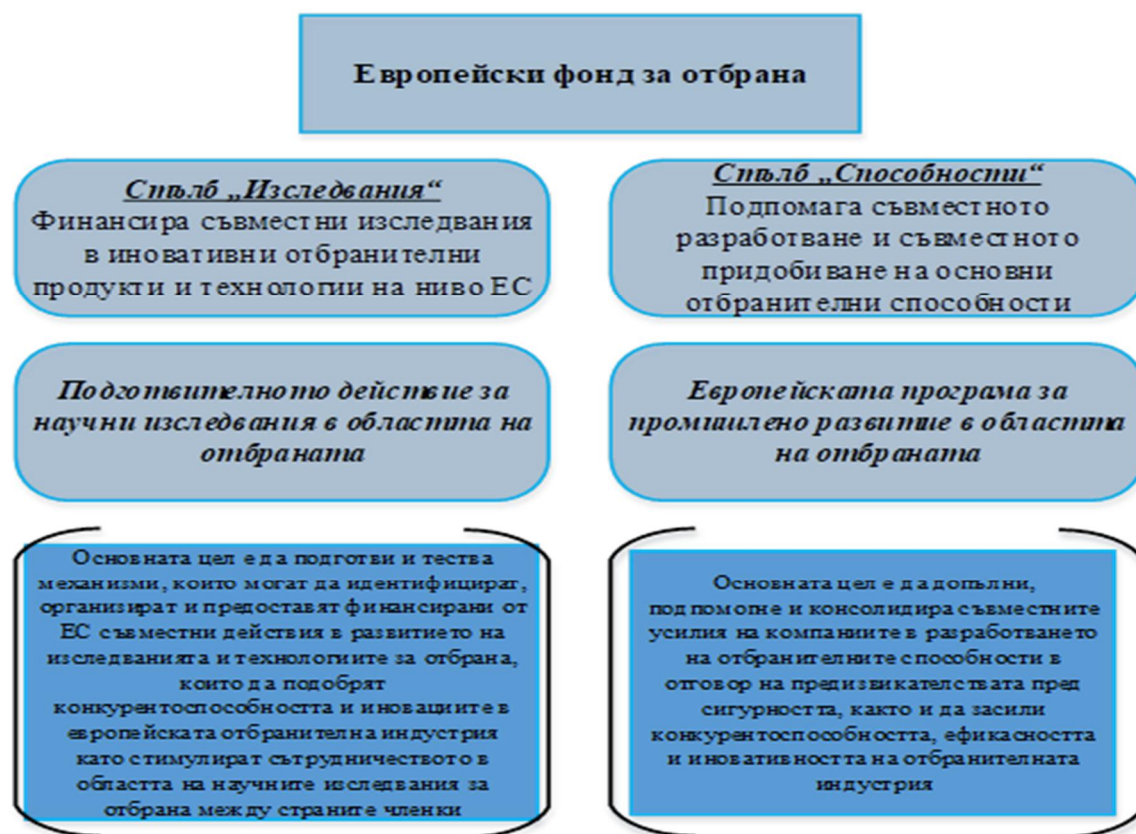 Европейски фонд за отбрана
Стълб „Изследвания“
Финансира съвместни изследвания
в иновативни отбранителни
продукти и технологии на ниво ЕС
Стълб „Способности“
Подпомага съвместното
разработване и съвместното
придобиване на основни
отбранителни способности
Подготвителното действие за
научни изследвания в областта на
отбраната
Европейската програма за
промишлено развитие в областта
на отбраната
Основната цел е да подготви и тества
механизми, които могат да идентифицират,
организират и предоставят финансирани от
ЕС съвместни действия в развитието на
изследванията и технологиите за отбрана,
които да подобрят
конкурентоспособността и иновациите в
европейската отбранителна индустрия
като стимулират сътрудничеството в
областта на научните изследвания за
отбрана между страните членки
Основната цел е да допълни,
подпомогне и консолидира съвместните
усилия на компаниите в разработването
на отбранителните способности в
отговор на предизвикателствата пред
сигурността, както и да засили
конкурентоспособността, ефикасността
и иновативността на отбранителната
индустрия